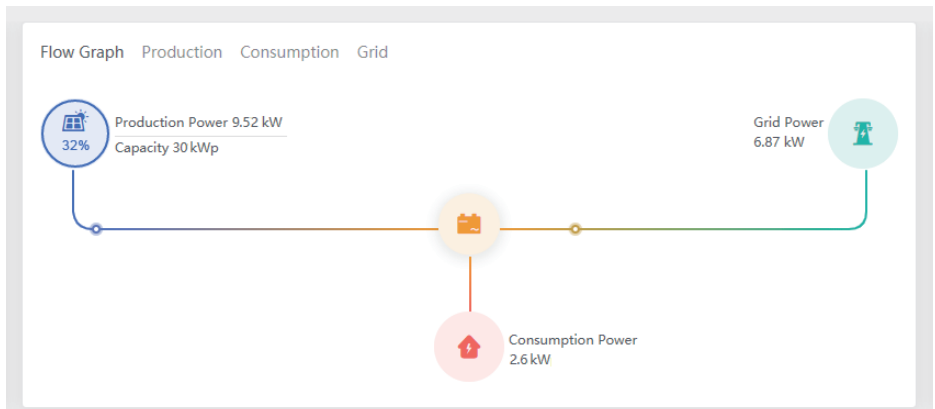 Flow Graph Production Consumption Grid
32%
Production Power 9.52 kW
Capacity 30 kWp
Grid Power
6.87 kW
Consumption Power
2.6 kW